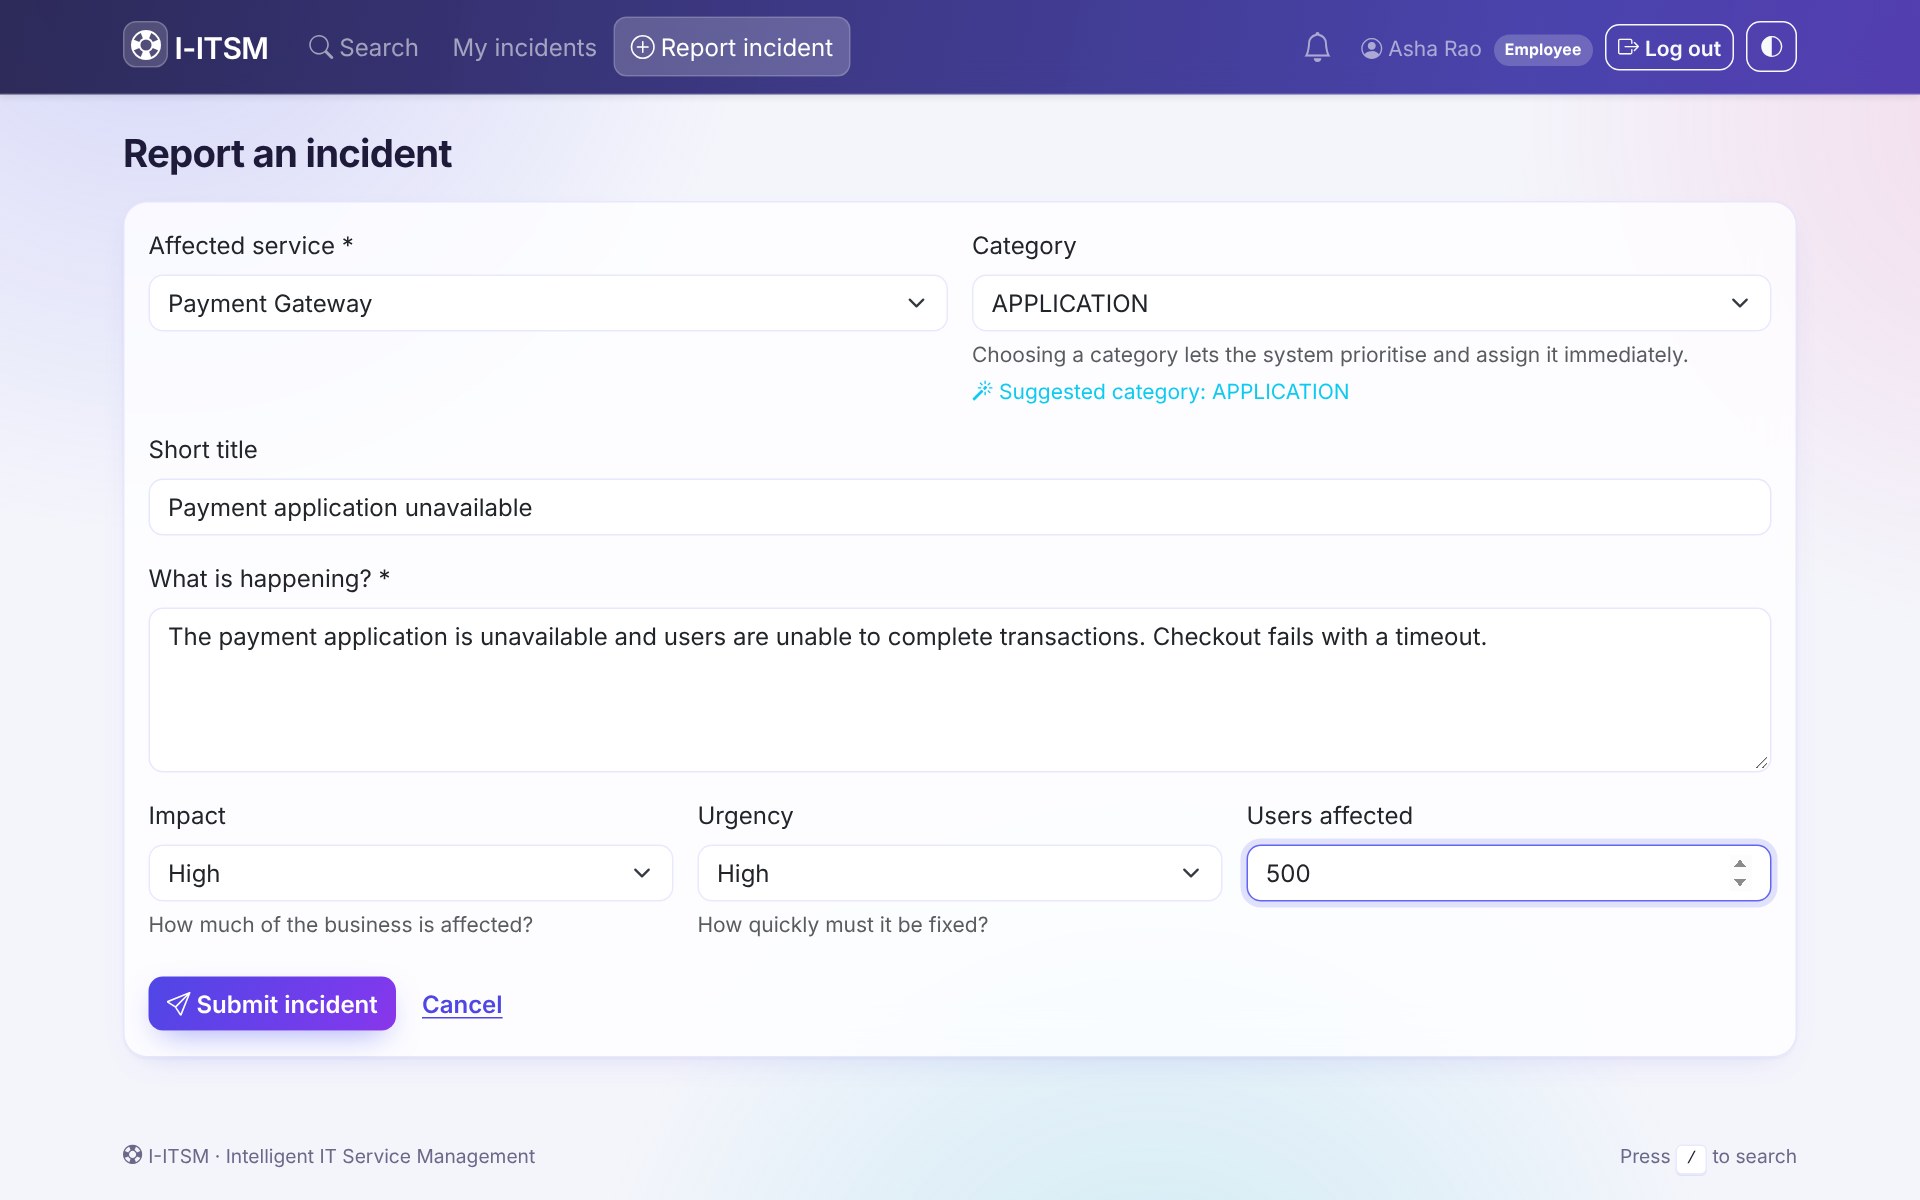 I-ITSM
Search
My incidents
Report incident
Asha Rao
Employee
Log out
Report an incident
Affected service *
Category
Payment Gateway
APPLICATION
Choosing a category lets the system prioritise and assign it immediately.
Suggested category: APPLICATION
Short title
Payment application unavailable
What is happening? *
The payment application is unavailable and users are unable to complete transactions. Checkout fails with a timeout.
Impact
Urgency
Users affected
High
High
500
How much of the business is affected?
How quickly must it be fixed?
Submit incident
Cancel
I-ITSM · Intelligent IT Service Management
Press / to search